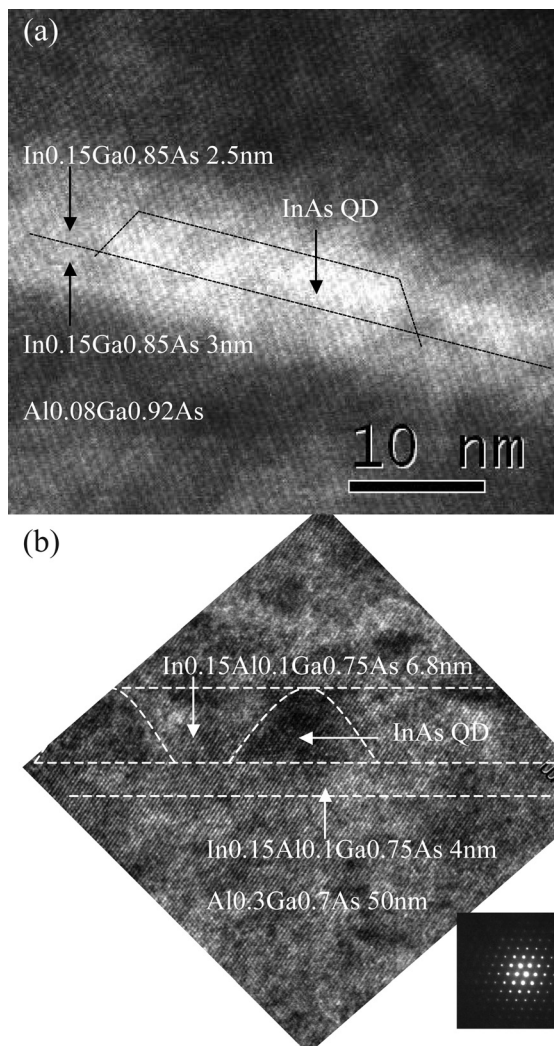 (a)
In0.15Ga0.85As 2.5nm
InAs QD
In0.15Ga0.85As 3nm
Al0.08Ga0.92As
10 nm
(b)
In0.15Al0.1Ga0.75As 6.8nm
InAs QD
In0.15Al0.1Ga0.75As 4nm
Al0.3Ga0.7As 50nm